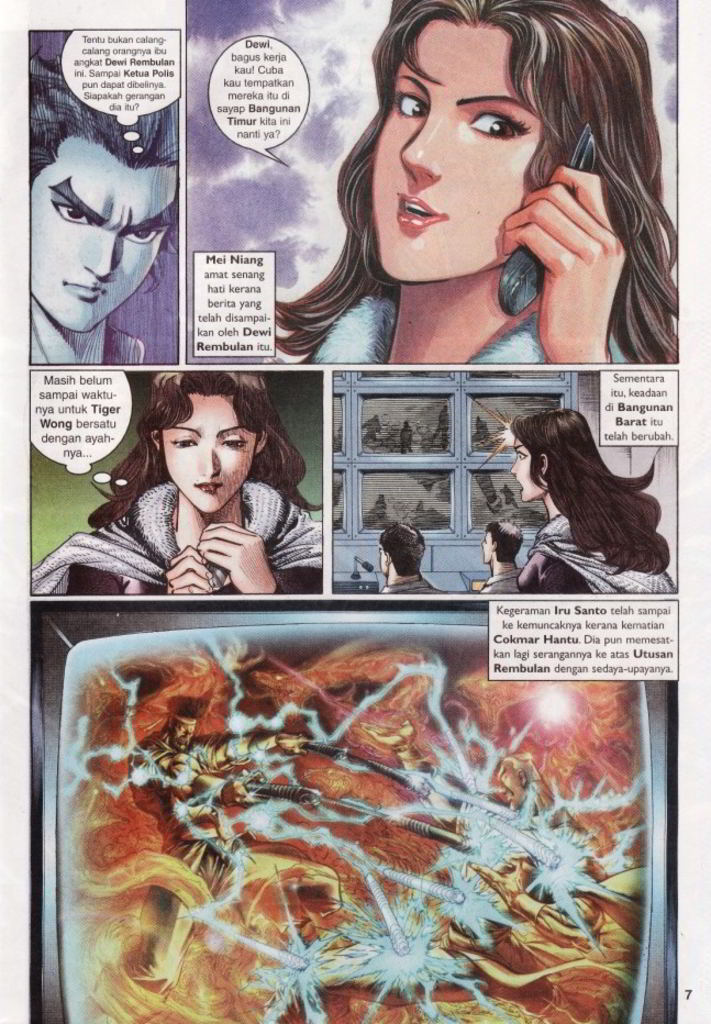 Tentu bukan calang-
calang orangnya ibu
angkat Dewi Rembulan
ini. Sampai Ketua Polis
pun dapat dibelinya.
Siapakah gerangan
dia itu?
Dewi,
bagus kerja
kau! Cuba
kau tempatkan
mereka itu di
sayap Bangunan
Timur kita ini
nanti ya?
Mei Niang
amat senang
hati kerana
berita yang
telah disampai-
kan oleh Dewi
Rembulan itu.
Masih belum
sampai waktu-
nya untuk Tiger
Wong bersatu
dengan ayah-
nya...
Sementara
itu, keadaan
di Bangunan
Barat itu
telah berubah.
Kegeraman Iru Santo telah sampai
ke kemuncaknya kerana kematian
Cokmar Hantu. Dia pun memesat-
kan lagi serangannya ke atas Utusan
Rembulan dengan sedaya-upayanya.
7